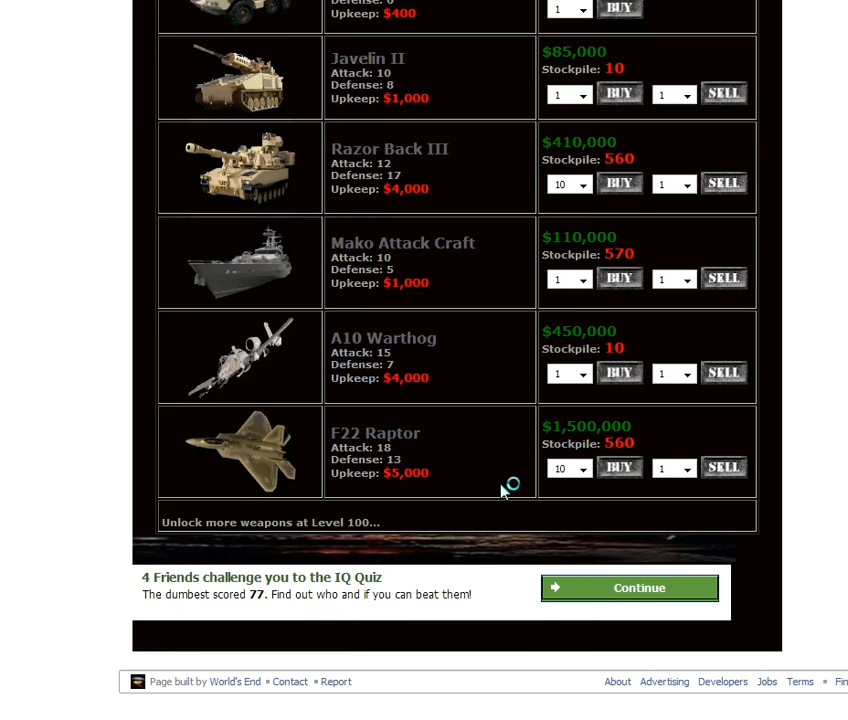 Defense: 6
Upkeep: $400
1 BUY
Javelin II
Attack: 10
Defense: 8
Upkeep: $1,000
$85,000
Stockpile: 10
1 BUY 1 SELL
Razor Back III
Attack: 12
Defense: 17
Upkeep: $4,000
$410,000
Stockpile: 560
10 BUY 1 SELL
Mako Attack Craft
Attack: 10
Defense: 5
Upkeep: $1,000
$110,000
Stockpile: 570
1 BUY 1 SELL
A10 Warthog
Attack: 15
Defense: 7
Upkeep: $4,000
$450,000
Stockpile: 10
1 BUY 1 SELL
F22 Raptor
Attack: 18
Defense: 13
Upkeep: $5,000
$1,500,000
Stockpile: 560
10 BUY 1 SELL
Unlock more weapons at Level 100...
4 Friends challenge you to the IQ Quiz
The dumbest scored 77. Find out who and if you can beat them!
Continue
Page built by World's End ▪ Contact ▪ Report
About Advertising Developers Jobs Terms ▪ Fin